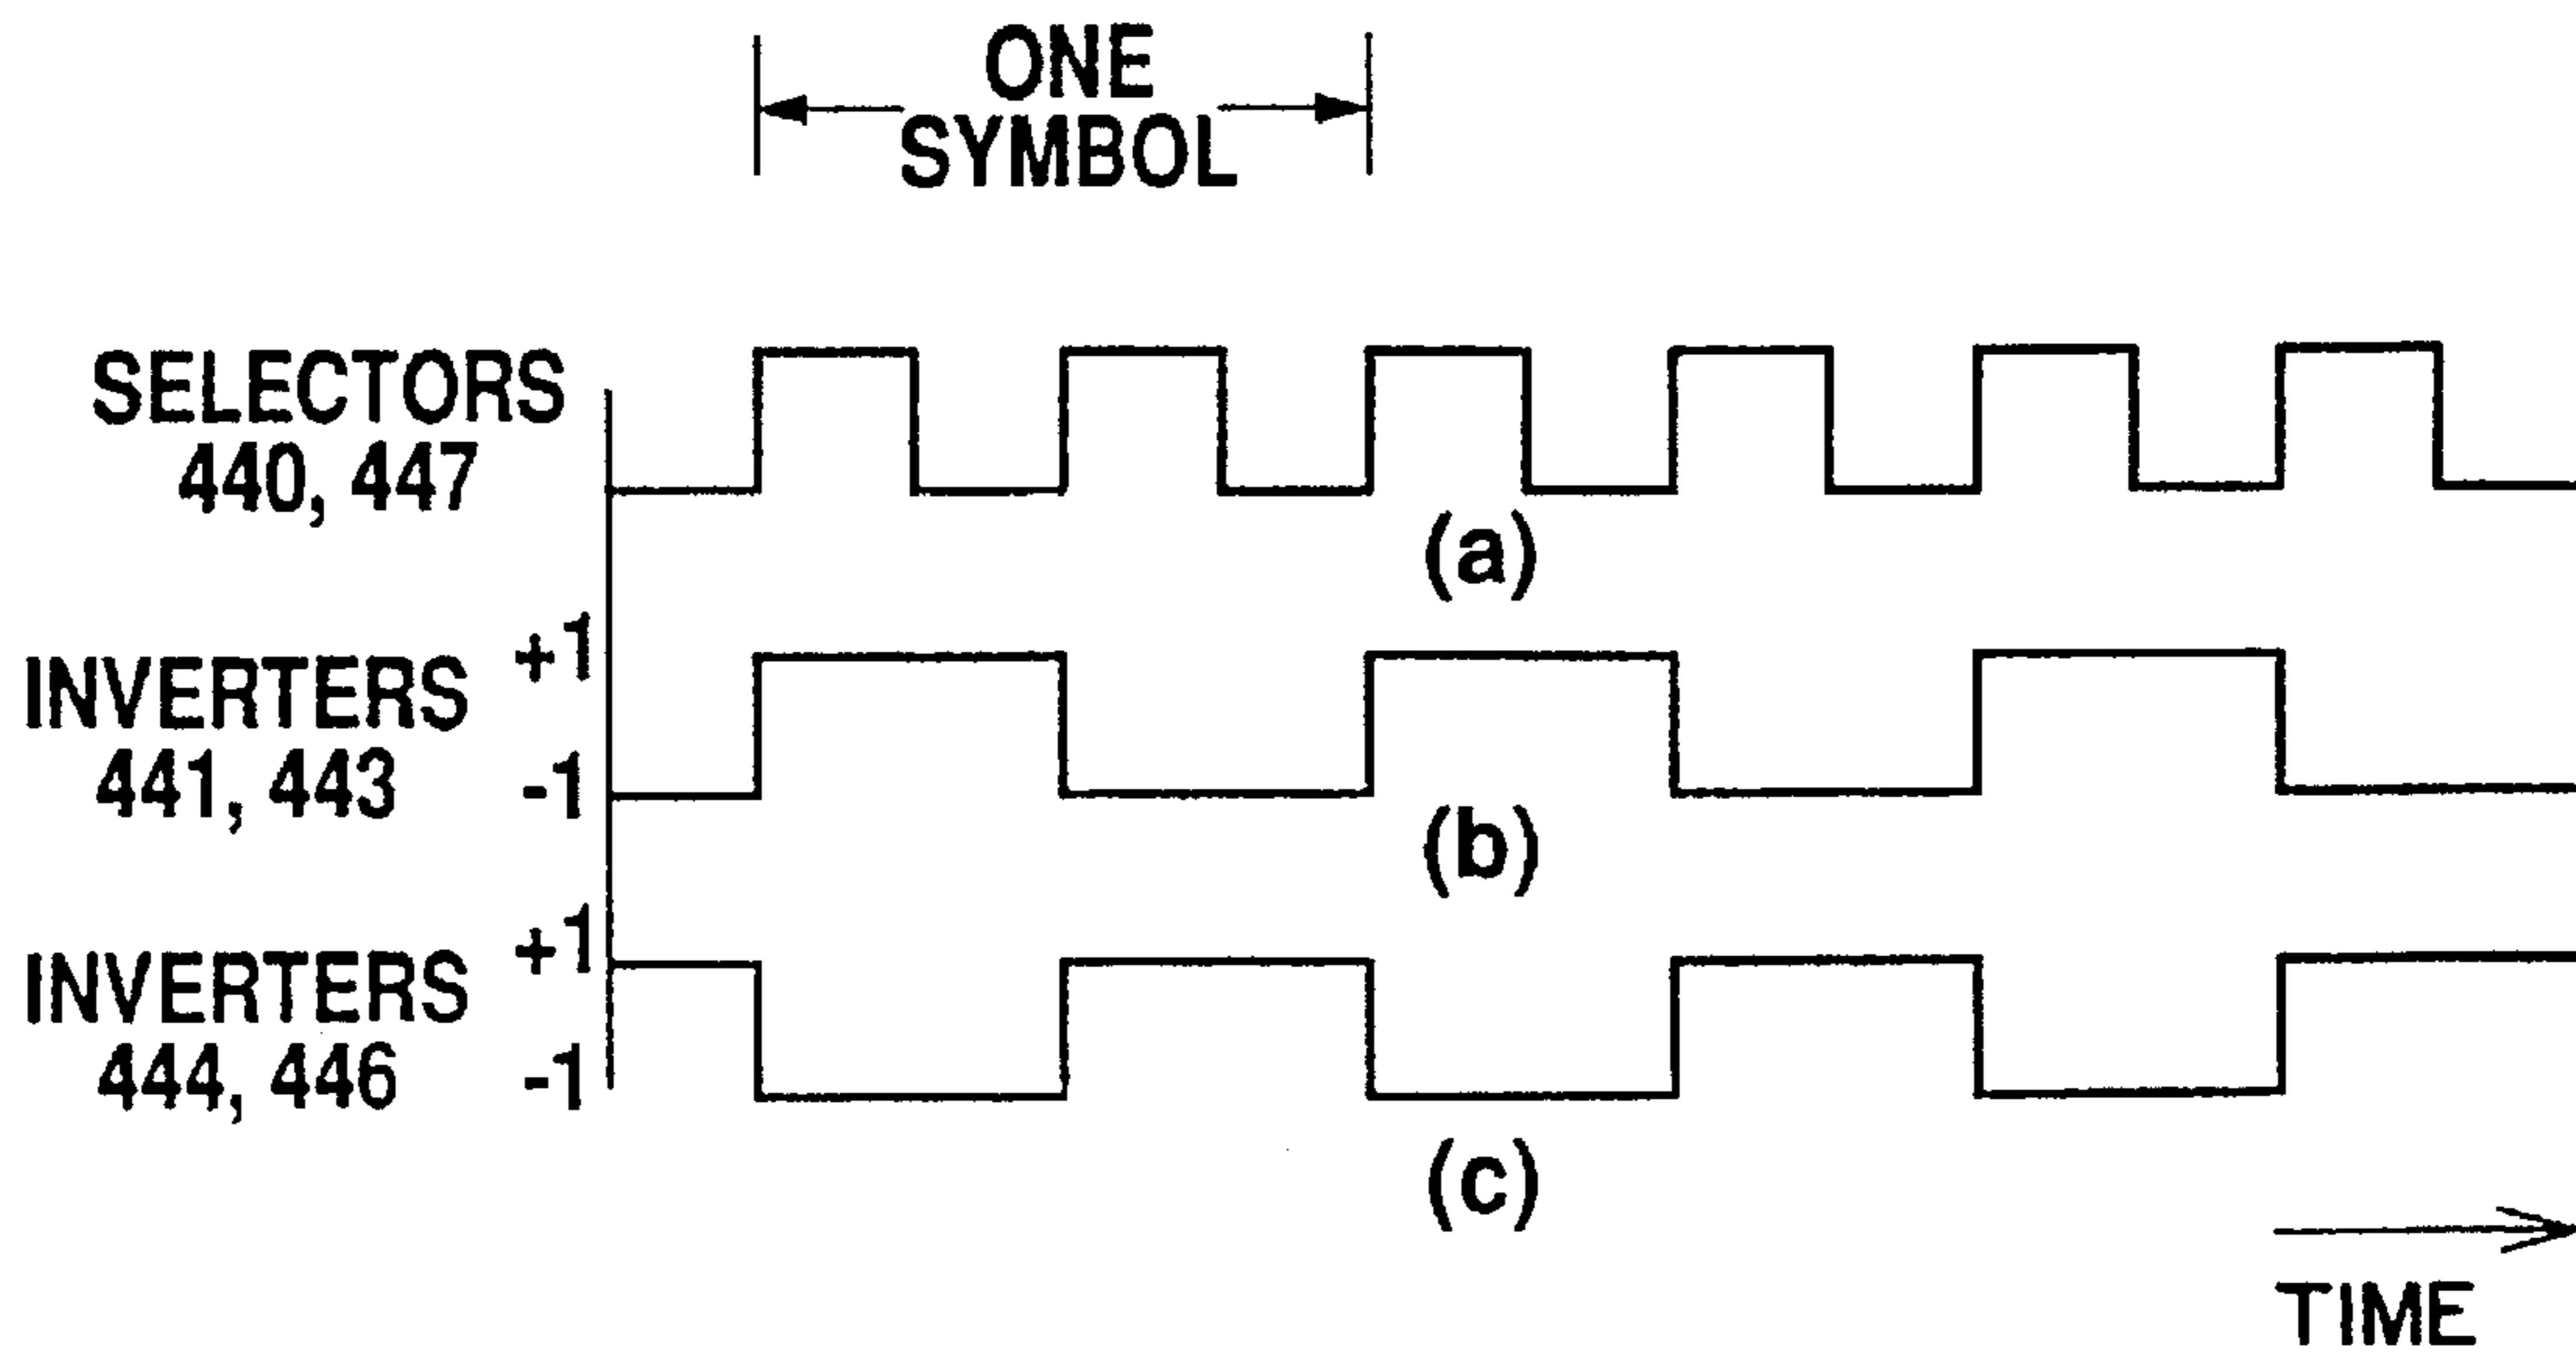 ONE
SYMBOL
SELECTORS
440, 447
(a)
+1
INVERTERS
-1
441, 443
(b)
+1
INVERTERS
-1
444, 446
(c)
TIME